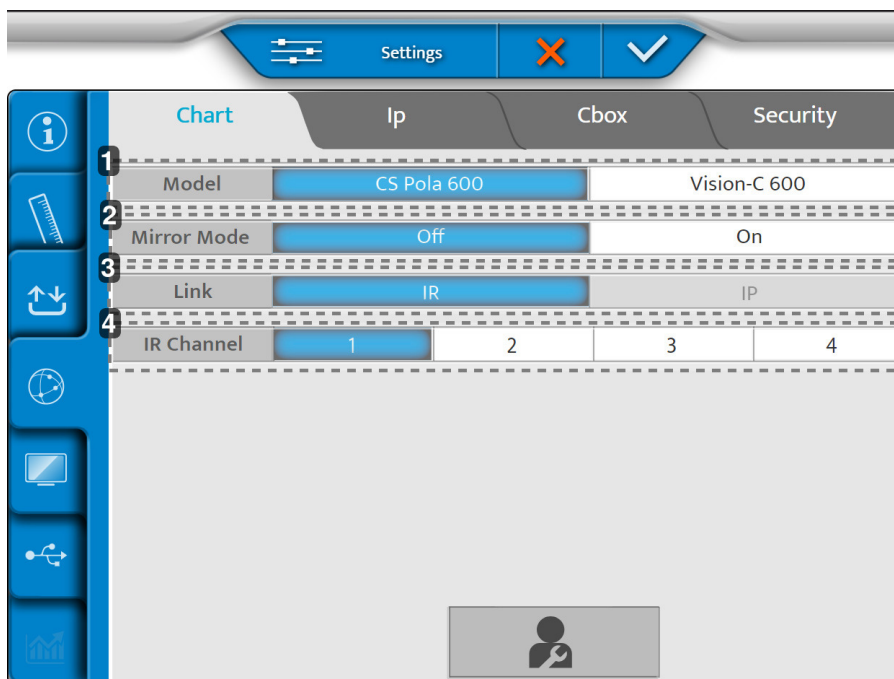 Settings
Chart Ip Cbox Security
1
Model CS Pola 600 Vision-C 600
2
Mirror Mode Off On
3
Link IR IP
4
IR Channel 1 2 3 4